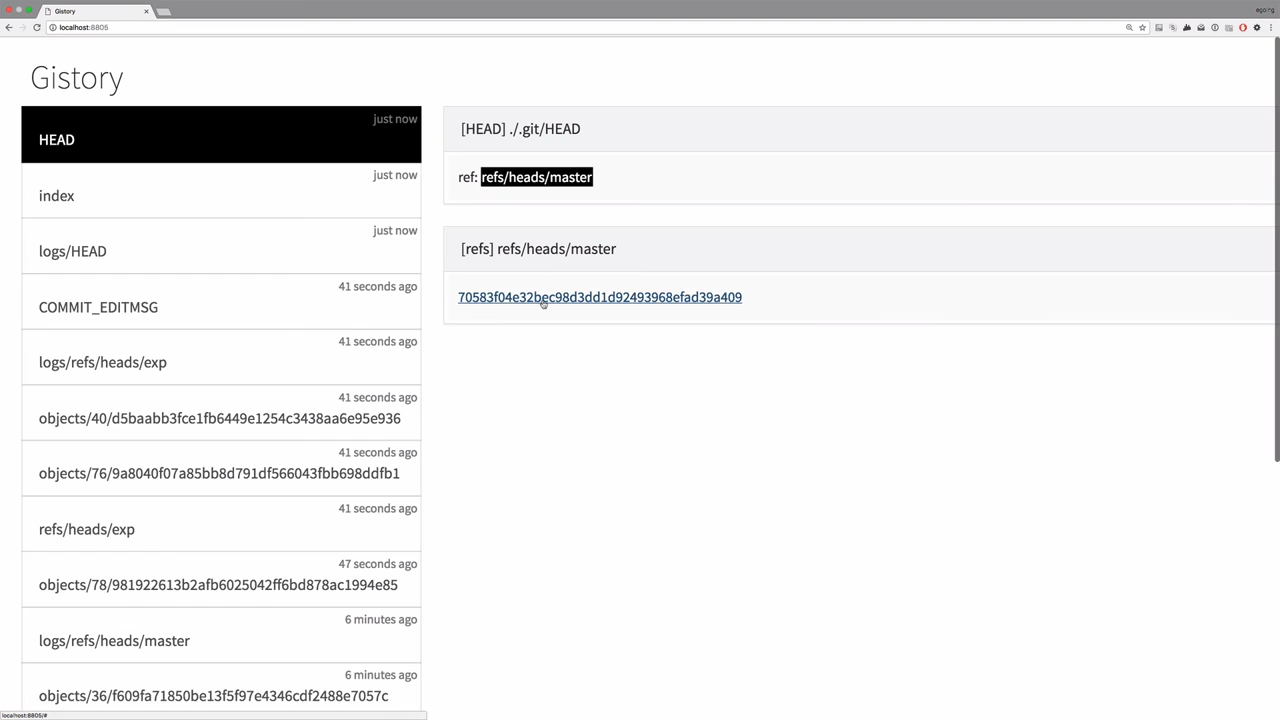 Gistory
egoing
localhost:8805
Gistory
just now
HEAD
just now
index
just now
logs/HEAD
41 seconds ago
COMMIT_EDITMSG
41 seconds ago
logs/refs/heads/exp
41 seconds ago
objects/40/d5baabb3fce1fb6449e1254c3438aa6e95e936
41 seconds ago
objects/76/9a8040f07a85bb8d791df566043fbb698ddfb1
41 seconds ago
refs/heads/exp
47 seconds ago
objects/78/981922613b2afb6025042ff6bd878ac1994e85
6 minutes ago
logs/refs/heads/master
6 minutes ago
objects/36/f609fa71850be13f5f97e4346cdf2488e7057c
[HEAD] ./.git/HEAD
ref: refs/heads/master
[refs] refs/heads/master
70583f04e32bec98d3dd1d92493968efad39a409
localhost:8805/#